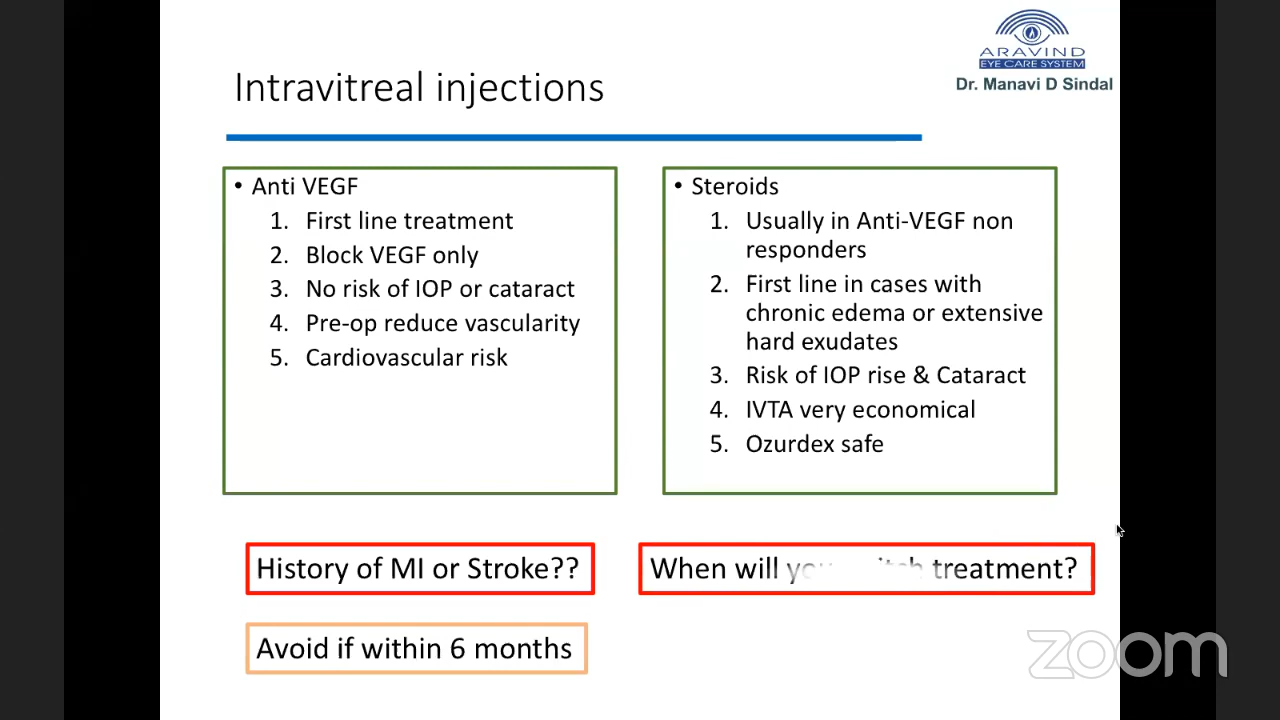 ARAVIND
EYE CARE SYSTEM
Dr. Manavi D Sindal
Intravitreal injections
• Anti VEGF
1. First line treatment
2. Block VEGF only
3. No risk of IOP or cataract
4. Pre-op reduce vascularity
5. Cardiovascular risk
• Steroids
1. Usually in Anti-VEGF non
responders
2. First line in cases with
chronic edema or extensive
hard exudates
3. Risk of IOP rise & Cataract
4. IVTA very economical
5. Ozurdex safe
History of MI or Stroke??
When will treatment?
Avoid if within 6 months
zoom